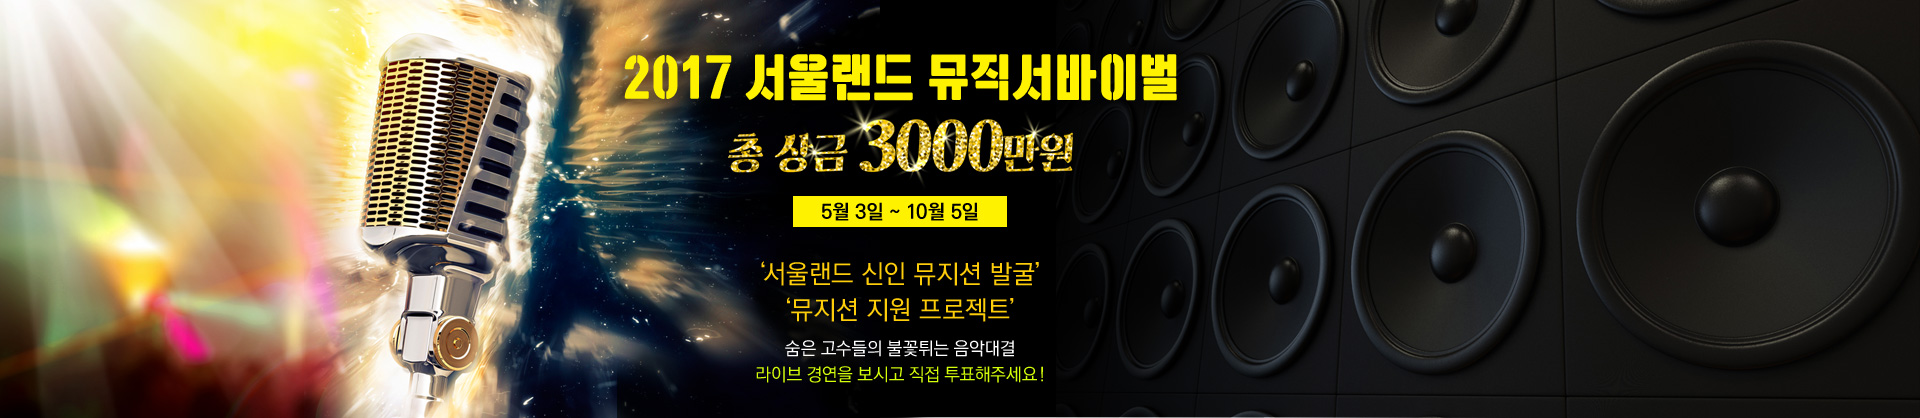 2017 서울랜드 뮤직서바이벌
총 상금 3000만원
5월 3일 ~ 10월 5일
‘서울랜드 신인 뮤지션 발굴’
‘뮤지션 지원 프로젝트’
숨은 고수들의 불꽃튀는 음악대결
라이브 경연을 보시고 직접 투표해주세요!